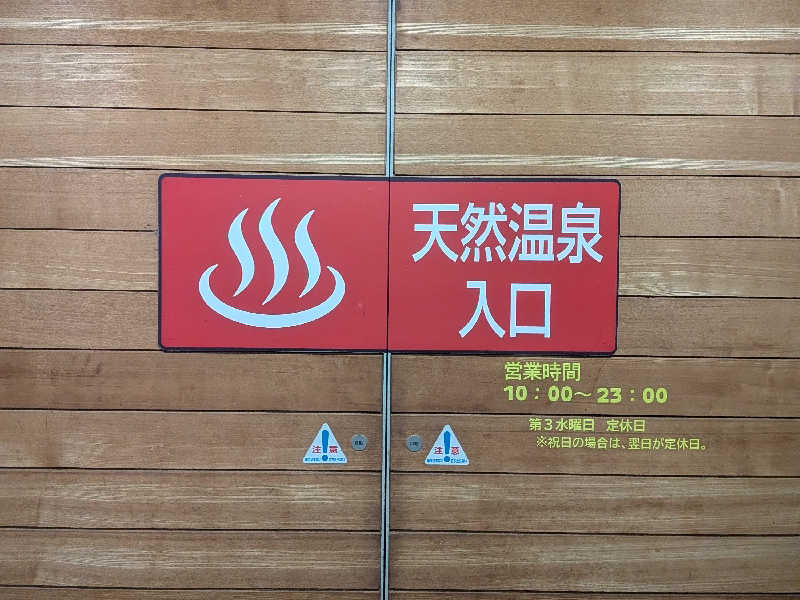 天然温泉
入口
営業時間
10：00～23：00
第3水曜日 定休日
※祝日の場合は、翌日が定休日。
注意
注意